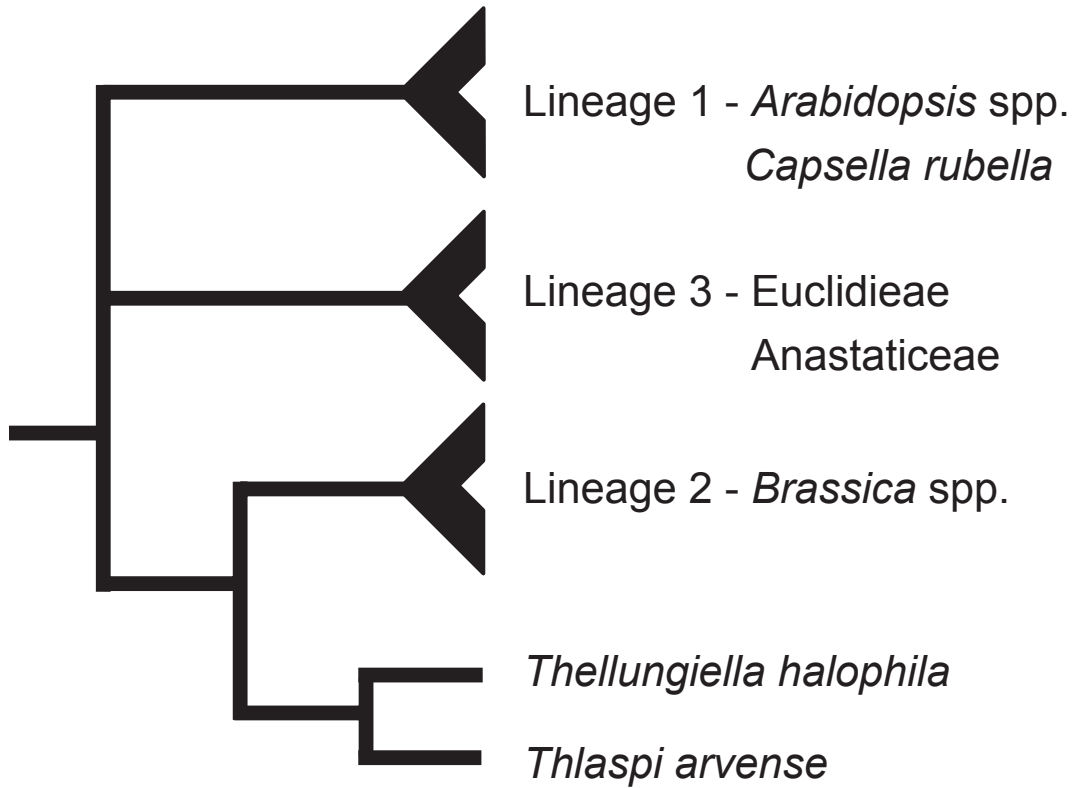 Lineage 1 - Arabidopsis spp.
Capsella rubella
Lineage 3 - Euclidieae
Anastaticeae
Lineage 2 - Brassica spp.
Thellungiella halophila
Thlaspi arvense